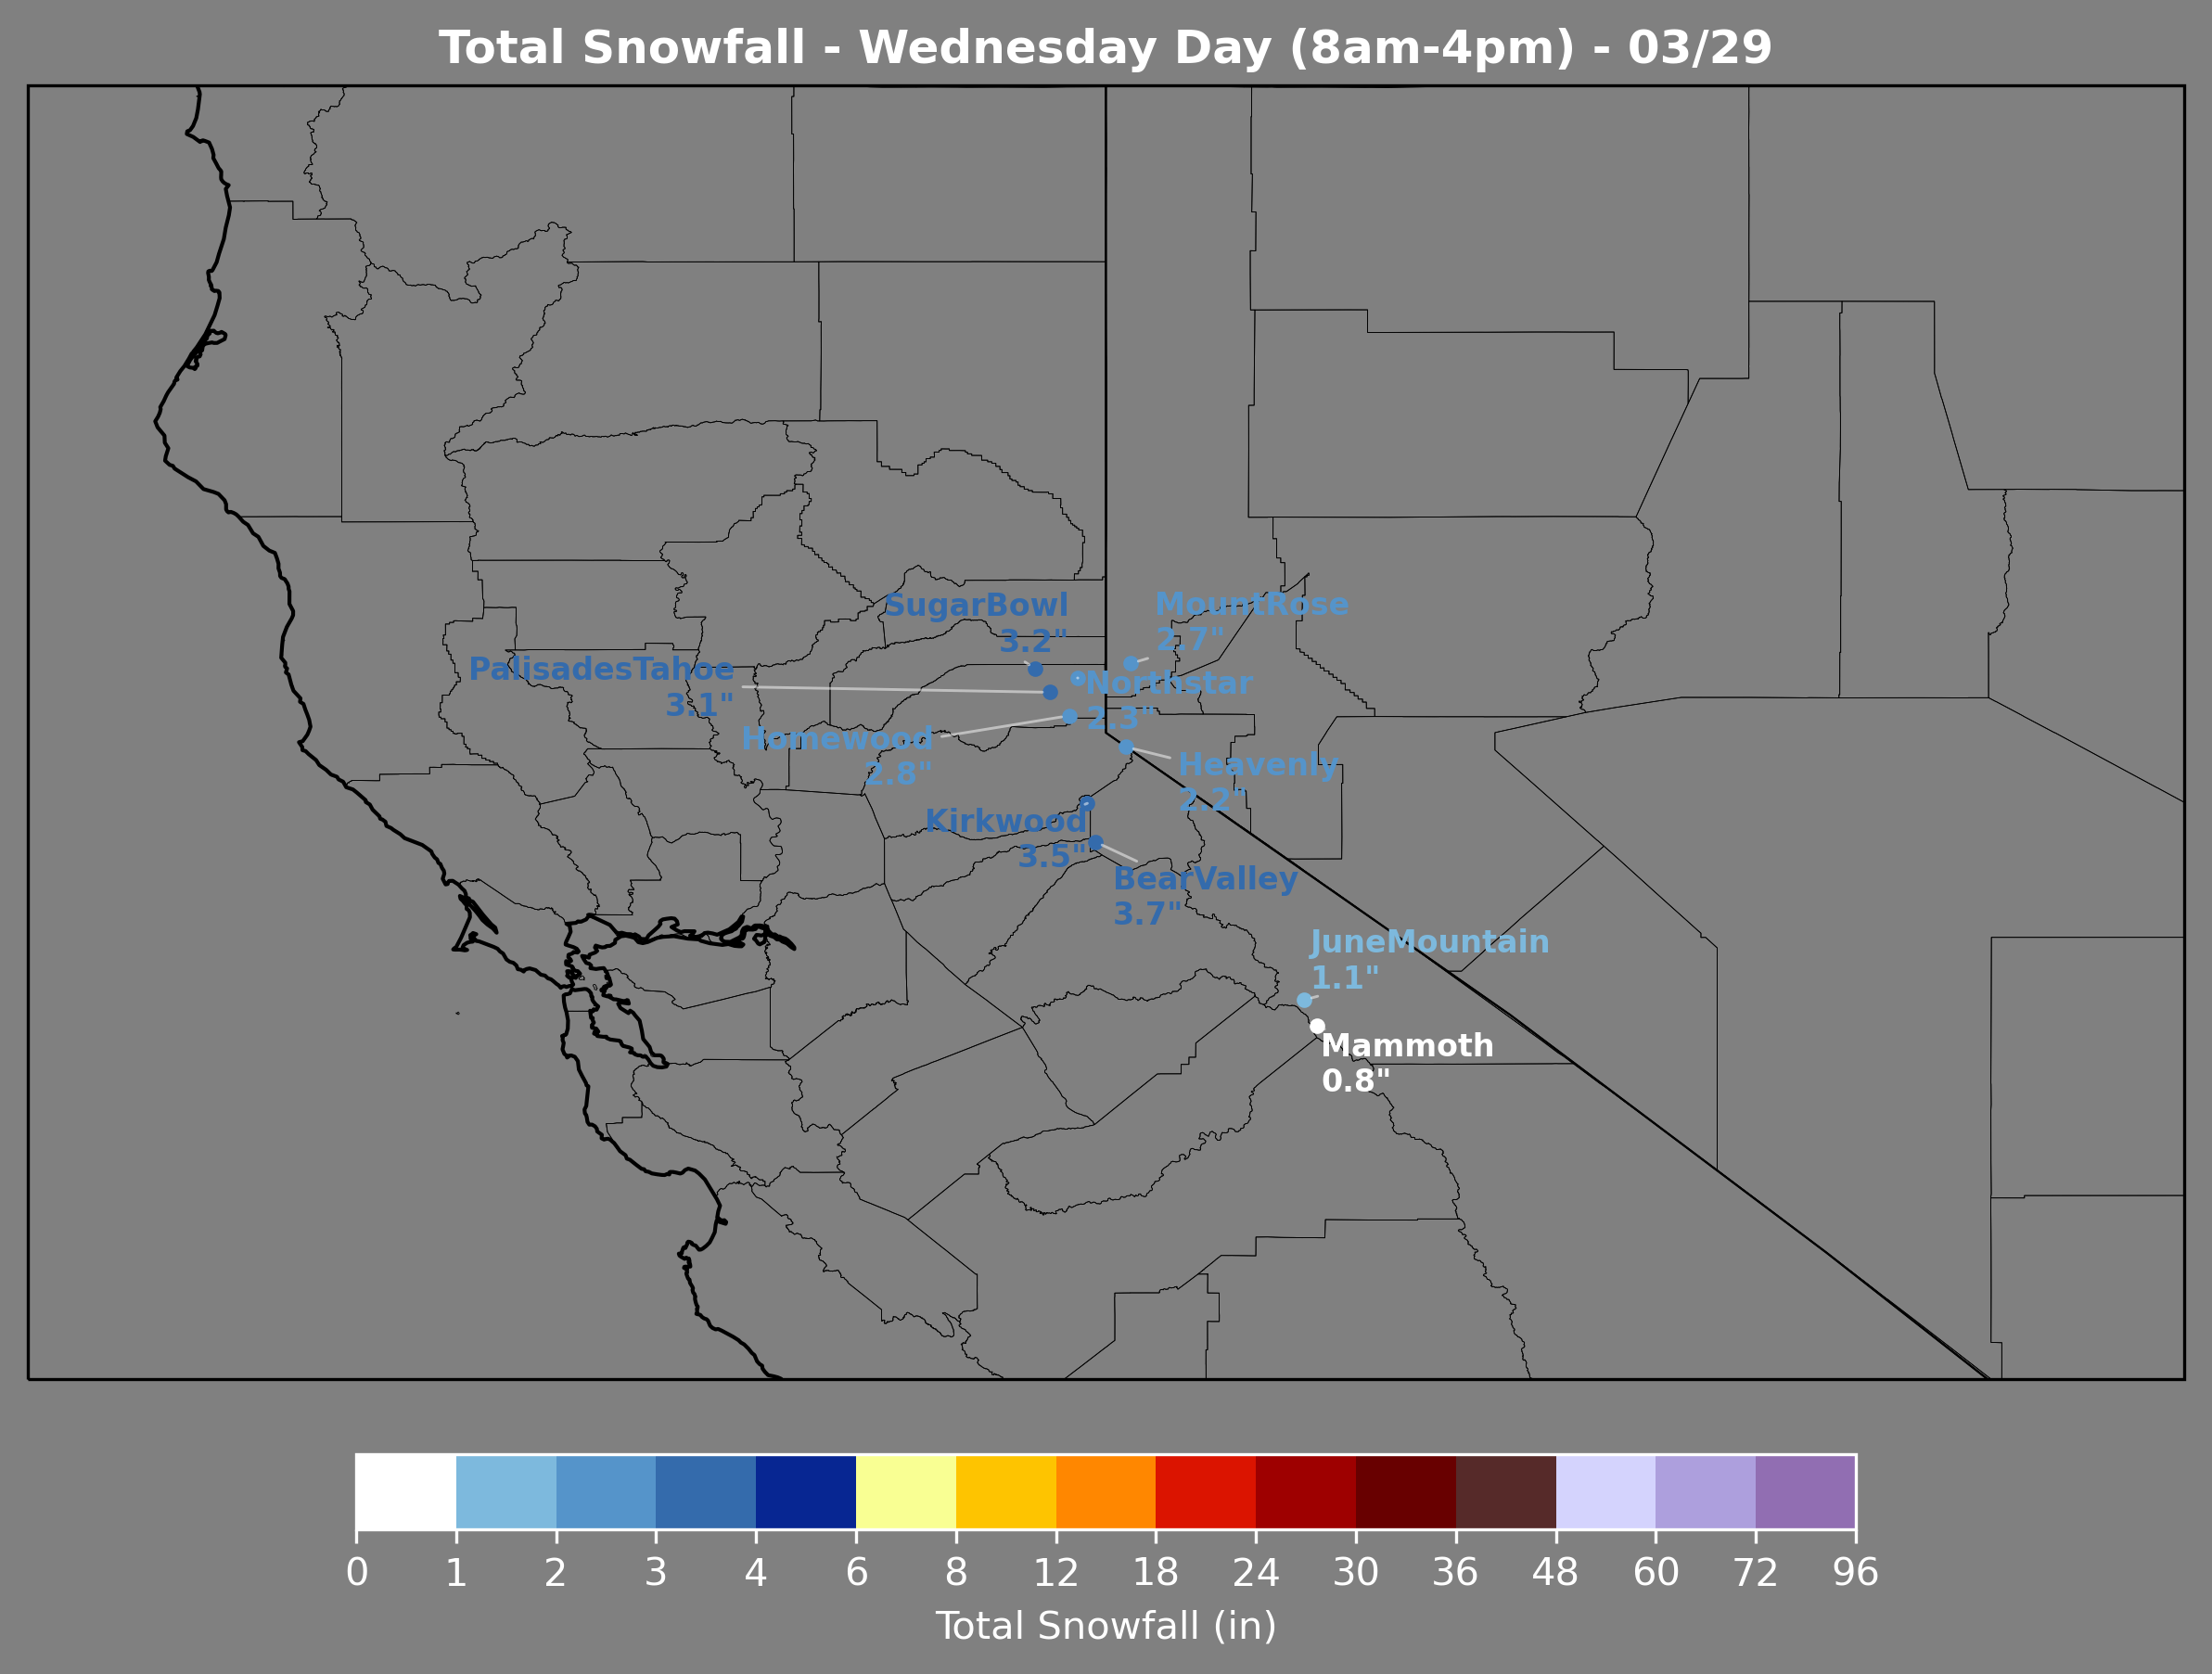 Total Snowfall - Wednesday Day (8am-4pm) - 03/29
SugarBowl
3.2"
MountRose
2.7"
PalisadesTahoe
3.1"
Northstar
2.3"
Homewood
2.8"
Heavenly
2.2"
Kirkwood
3.5"
BearValley
3.7"
JuneMountain
1.1"
Mammoth
0.8"
0 1 2 3 4 6 8 12 18 24 30 36 48 60 72 96
Total Snowfall (in)